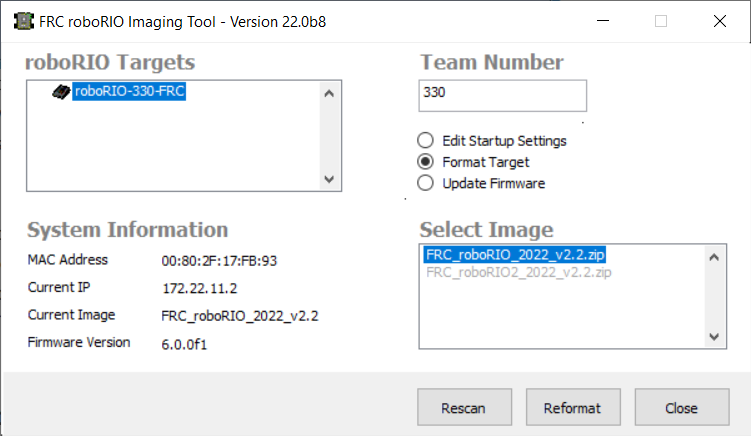 FRC roboRIO Imaging Tool - Version 22.0b8
roboRIO Targets
roboRIO-330-FRC
Team Number
330
Edit Startup Settings
Format Target
Update Firmware
System Information
MAC Address 00:80:2F:17:FB:93
Current IP 172.22.11.2
Current Image FRC_roboRIO_2022_v2.2
Firmware Version 6.0.0f1
Select Image
FRC_roboRIO_2022_v2.2.zip
FRC_roboRIO2_2022_v2.2.zip
Rescan Reformat Close